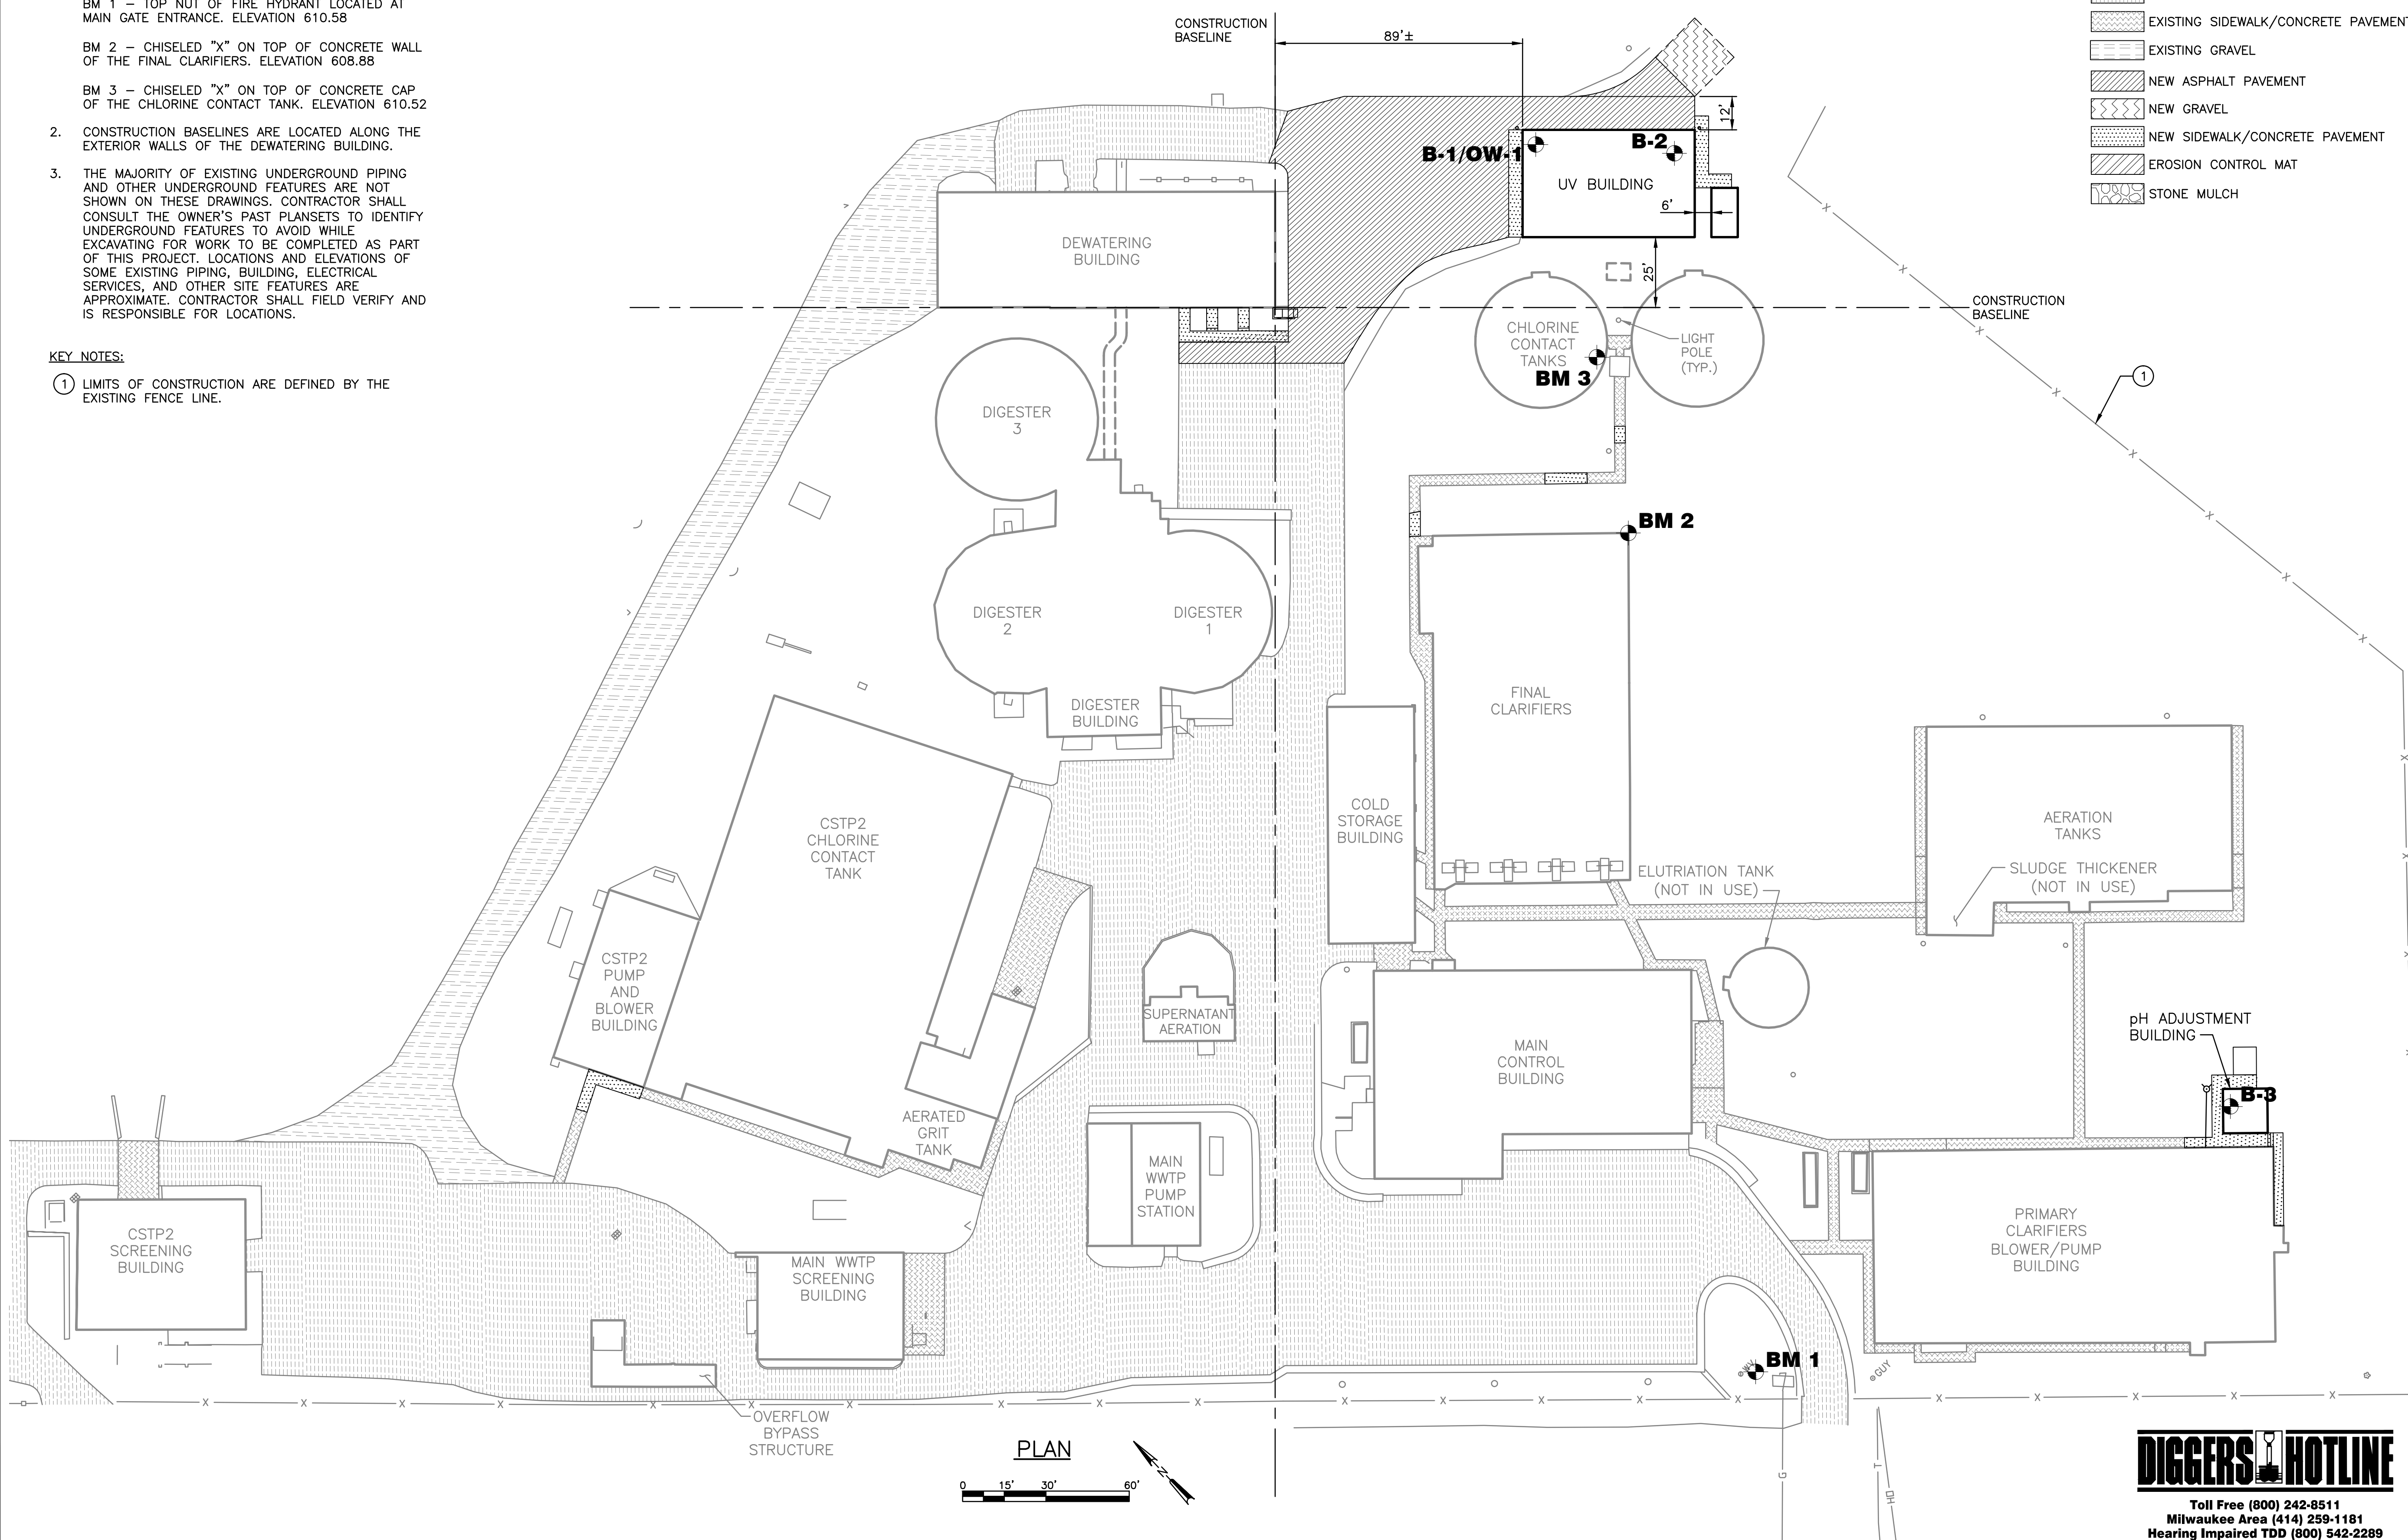 BM 1 – TOP NUT OF FIRE HYDRANT LOCATED AT
MAIN GATE ENTRANCE. ELEVATION 610.58
BM 2 – CHISELED "X" ON TOP OF CONCRETE WALL
OF THE FINAL CLARIFIERS. ELEVATION 608.88
BM 3 – CHISELED "X" ON TOP OF CONCRETE CAP
OF THE CHLORINE CONTACT TANK. ELEVATION 610.52
2. CONSTRUCTION BASELINES ARE LOCATED ALONG THE
EXTERIOR WALLS OF THE DEWATERING BUILDING.
3. THE MAJORITY OF EXISTING UNDERGROUND PIPING
AND OTHER UNDERGROUND FEATURES ARE NOT
SHOWN ON THESE DRAWINGS. CONTRACTOR SHALL
CONSULT THE OWNER'S PAST PLANSETS TO IDENTIFY
UNDERGROUND FEATURES TO AVOID WHILE
EXCAVATING FOR WORK TO BE COMPLETED AS PART
OF THIS PROJECT. LOCATIONS AND ELEVATIONS OF
SOME EXISTING PIPING, BUILDING, ELECTRICAL
SERVICES, AND OTHER SITE FEATURES ARE
APPROXIMATE. CONTRACTOR SHALL FIELD VERIFY AND
IS RESPONSIBLE FOR LOCATIONS.
KEY NOTES:
1 LIMITS OF CONSTRUCTION ARE DEFINED BY THE
EXISTING FENCE LINE.
CONSTRUCTION
BASELINE
89'±
EXISTING SIDEWALK/CONCRETE PAVEMENT
EXISTING GRAVEL
NEW ASPHALT PAVEMENT
NEW GRAVEL
NEW SIDEWALK/CONCRETE PAVEMENT
EROSION CONTROL MAT
STONE MULCH
12'
B-1/OW-1
B-2
UV BUILDING
6'
25'
DEWATERING
BUILDING
CONSTRUCTION
BASELINE
CHLORINE
CONTACT
TANKS
LIGHT
POLE
(TYP.)
BM 3
1
DIGESTER
3
BM 2
DIGESTER
2
DIGESTER
1
DIGESTER
BUILDING
FINAL
CLARIFIERS
COLD
STORAGE
BUILDING
CSTP2
CHLORINE
CONTACT
TANK
AERATION
TANKS
SLUDGE THICKENER
(NOT IN USE)
ELUTRIATION TANK
(NOT IN USE)
CSTP2
PUMP
AND
BLOWER
BUILDING
SUPERNATANT
AERATION
MAIN
CONTROL
BUILDING
pH ADJUSTMENT
BUILDING
B-3
AERATED
GRIT
TANK
MAIN
WWTP
PUMP
STATION
CSTP2
SCREENING
BUILDING
MAIN WWTP
SCREENING
BUILDING
PRIMARY
CLARIFIERS
BLOWER/PUMP
BUILDING
BM 1
GUY
OVERFLOW
BYPASS
STRUCTURE
G
T
OH
PLAN
N
0 15' 30' 60'
DIGGERS HOTLINE
Toll Free (800) 242-8511
Milwaukee Area (414) 259-1181
Hearing Impaired TDD (800) 542-2289